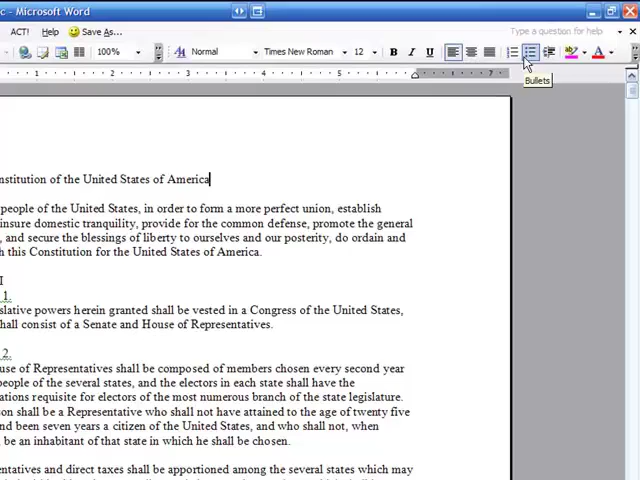 c - Microsoft Word
ACT! Help Save As... Type a question for help
100% Normal Times New Roman 12 B I U A
1 2 3 4 5 6 7
Bullets
nstitution of the United States of America
people of the United States, in order to form a more perfect union, establish
insure domestic tranquility, provide for the common defense, promote the general
, and secure the blessings of liberty to ourselves and our posterity, do ordain and
h this Constitution for the United States of America.
I
1.
slative powers herein granted shall be vested in a Congress of the United States,
hall consist of a Senate and House of Representatives.
2.
use of Representatives shall be composed of members chosen every second year
people of the several states, and the electors in each state shall have the
ations requisite for electors of the most numerous branch of the state legislature.
son shall be a Representative who shall not have attained to the age of twenty five
nd been seven years a citizen of the United States, and who shall not, when
, be an inhabitant of that state in which he shall be chosen.
entatives and direct taxes shall be apportioned among the several states which may